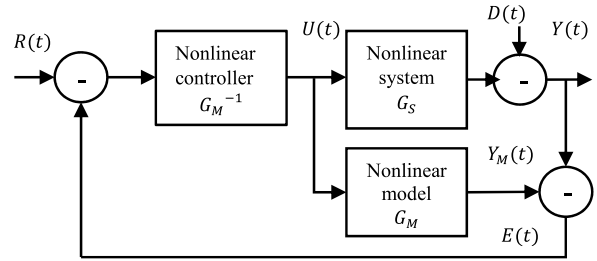 R(t)
-
Nonlinear
controller
G_M⁻¹
U(t)
Nonlinear
system
G_S
D(t)
-
Y(t)
Nonlinear
model
G_M
Y_M(t)
-
E(t)